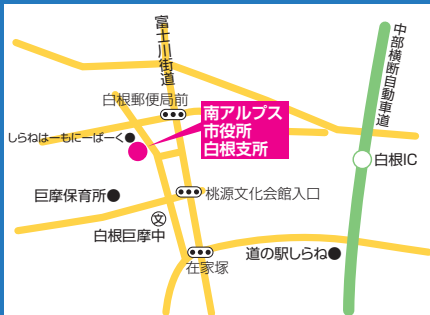 富士川街道
中部横断自動車道
白根郵便局前
南アルプス
市役所
白根支所
しらねはーもにーぱーく
白根IC
巨摩保育所
桃源文化会館入口
文
白根巨摩中
道の駅しらね
在家塚